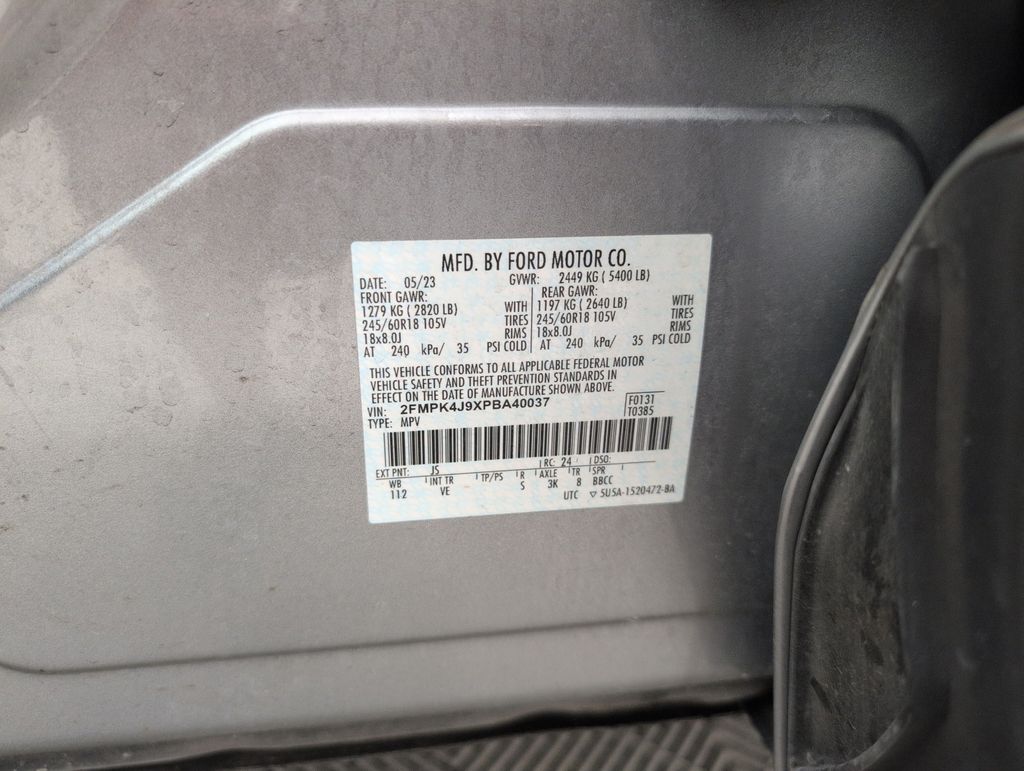 MFD. BY FORD MOTOR CO.
DATE: 05/23 GVWR: 2449 KG ( 5400 LB)
FRONT GAWR: REAR GAWR:
1279 KG ( 2820 LB) WITH 1197 KG ( 2640 LB) WITH
245/60R18 105V TIRES 245/60R18 105V TIRES
18x8.0J RIMS 18x8.0J RIMS
AT 240 kPa/ 35 PSI COLD AT 240 kPa/ 35 PSI COLD
THIS VEHICLE CONFORMS TO ALL APPLICABLE FEDERAL MOTOR
VEHICLE SAFETY AND THEFT PREVENTION STANDARDS IN
EFFECT ON THE DATE OF MANUFACTURE SHOWN ABOVE.
VIN: 2FMPK4J9XPBA40037 F0131
TYPE: MPV T0385
EXT PNT: JS RC: 24 DSO:
WB INT TR TP/PS R AXLE TR SPR
112 VE S 3K 8 BBCC
UTC ▽ 5U5A-1520472-BA